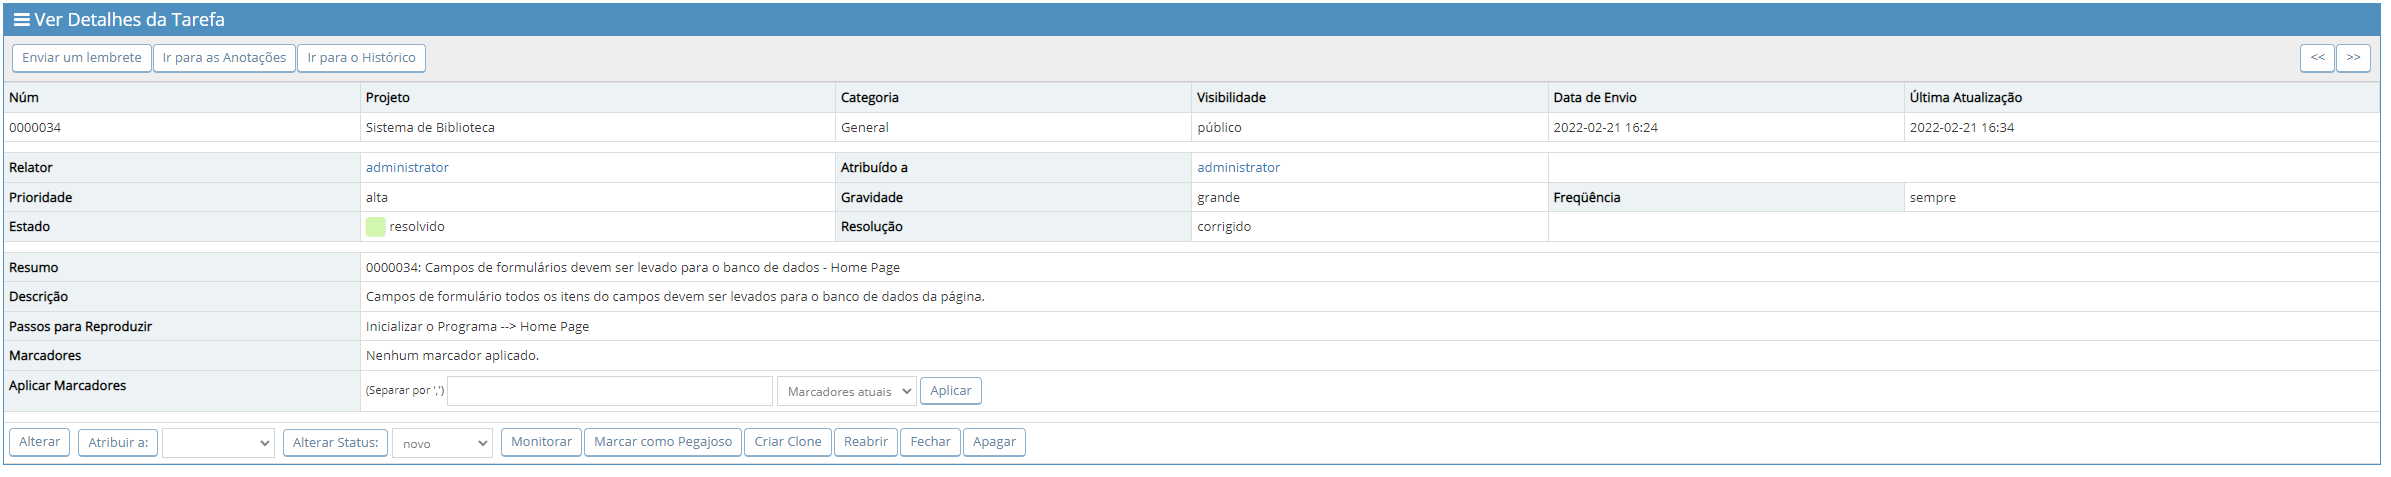 Ver Detalhes da Tarefa
Enviar um lembrete Ir para as Anotações Ir para o Histórico << >>
Núm Projeto Categoria Visibilidade Data de Envio Última Atualização
0000034 Sistema de Biblioteca General público 2022-02-21 16:24 2022-02-21 16:34
Relator administrator Atribuído a administrator
Prioridade alta Gravidade grande Freqüência sempre
Estado resolvido Resolução corrigido
Resumo 0000034: Campos de formulários devem ser levado para o banco de dados - Home Page
Descrição Campos de formulário todos os itens do campos devem ser levados para o banco de dados da página.
Passos para Reproduzir Inicializar o Programa --> Home Page
Marcadores Nenhum marcador aplicado.
Aplicar Marcadores (Separar por ',') Marcadores atuais Aplicar
Alterar Atribuir a: Alterar Status: novo Monitorar Marcar como Pegajoso Criar Clone Reabrir Fechar Apagar